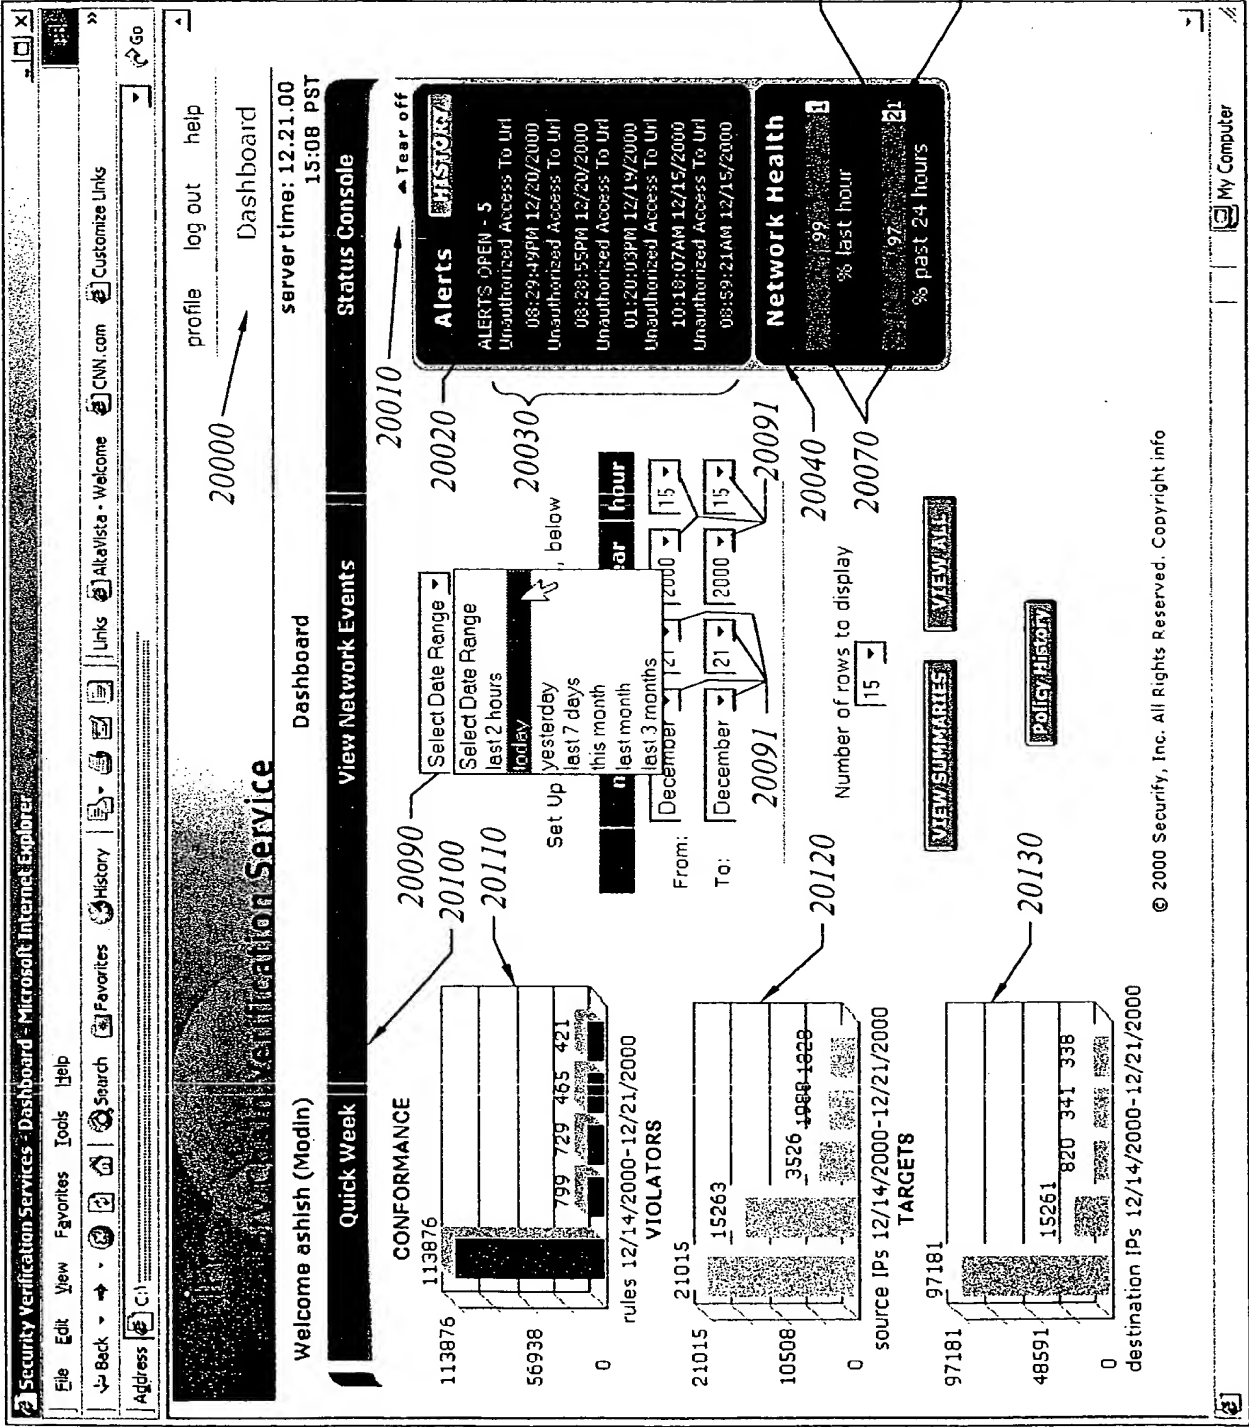 Security Verification Services - Dashboard - Microsoft Internet Explorer
File Edit View Favorites Tools Help
Back Search Favorites History Links AltaVista - Welcome CNN.com Customize Links »
Address C:\ Go
Verification Service
profile log out help
20000
Dashboard
Welcome ashish (Modin)
Dashboard
server time: 12.21.00
15:08 PST
Quick Week
View Network Events
Status Console
20010
Tear off
CONFORMANCE
113876
113876
56938
0
799 729 465 421
rules 12/14/2000-12/21/2000
20090
20100
20110
VIOLATORS
21015
21015
15263
10508
3526 1988 1828
0
source IPs 12/14/2000-12/21/2000
20120
TARGETS
97181
97181
48591
15261
820 341 338
0
destination IPs 12/14/2000-12/21/2000
20130
Select Date Range
Select Date Range
last 2 hours
today
yesterday
last 7 days
this month
last month
last 3 months
Set Up , below
ear hour
From: December 21 2000 15
To: December 21 2000 15
20091
20091
Number of rows to display
15
VIEW SUMMARIES
VIEW ALL
Policy History
20020
Alerts
HISTORY
20030
ALERTS OPEN - 5
Unauthorized Access To Url
08:29:49PM 12/20/2000
Unauthorized Access To Url
08:28:55PM 12/20/2000
Unauthorized Access To Url
01:20:03PM 12/19/2000
Unauthorized Access To Url
10:18:07AM 12/15/2000
Unauthorized Access To Url
08:59:21AM 12/15/2000
20040
Network Health
20070
99 1
% last hour
97 21
% past 24 hours
© 2000 Securify, Inc. All Rights Reserved. Copyright info
My Computer